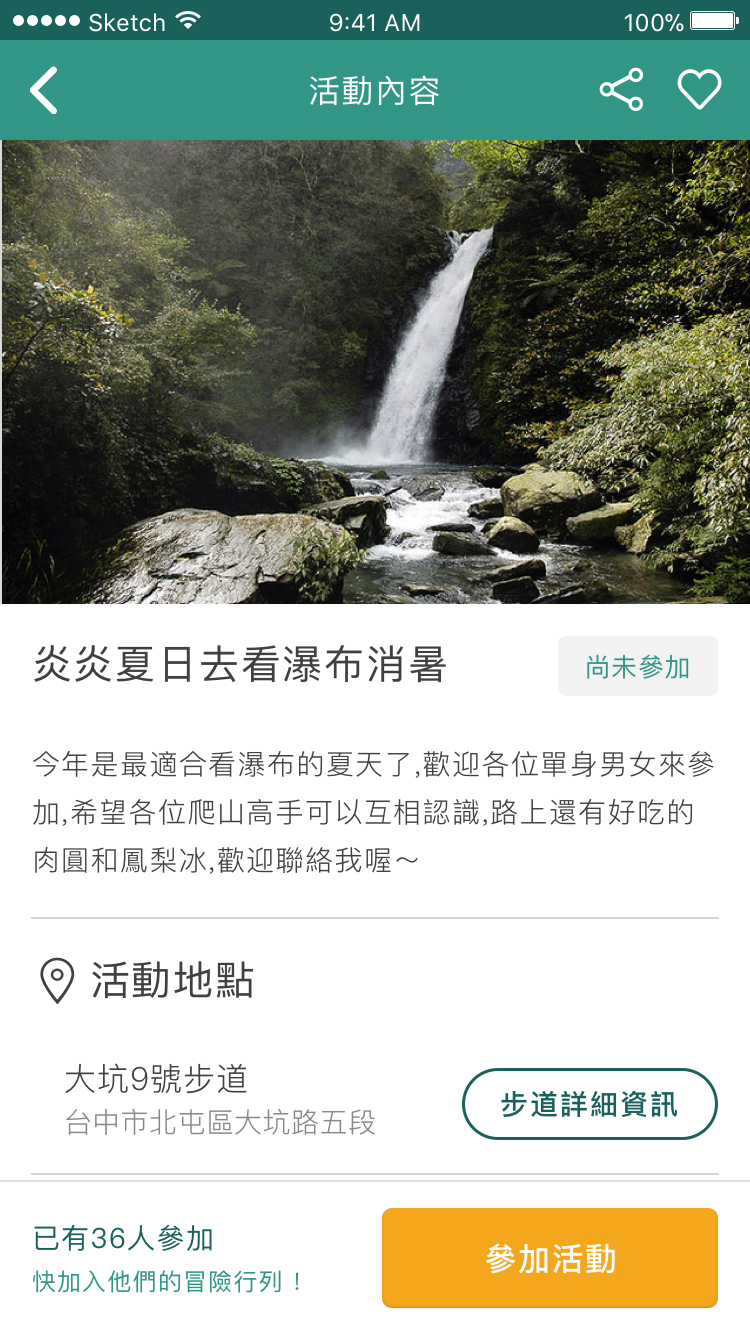 Sketch 9:41 AM 100%
活動內容
炎炎夏日去看瀑布消暑
尚未參加
今年是最適合看瀑布的夏天了,歡迎各位單身男女來參
加,希望各位爬山高手可以互相認識,路上還有好吃的
肉圓和鳳梨冰,歡迎聯絡我喔～
活動地點
大坑9號步道
台中市北屯區大坑路五段
步道詳細資訊
已有36人參加
快加入他們的冒險行列！
參加活動